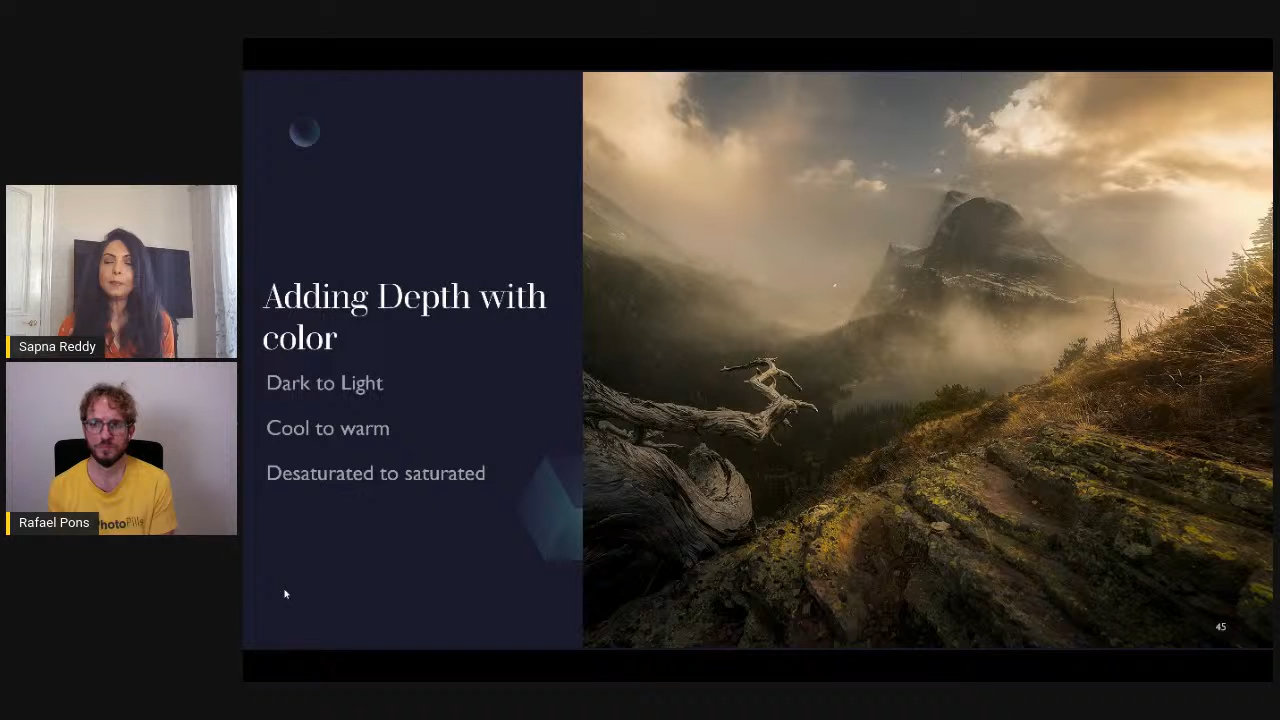 Adding Depth with
color
Dark to Light
Cool to warm
Desaturated to saturated
Sapna Reddy
Rafael Pons
45